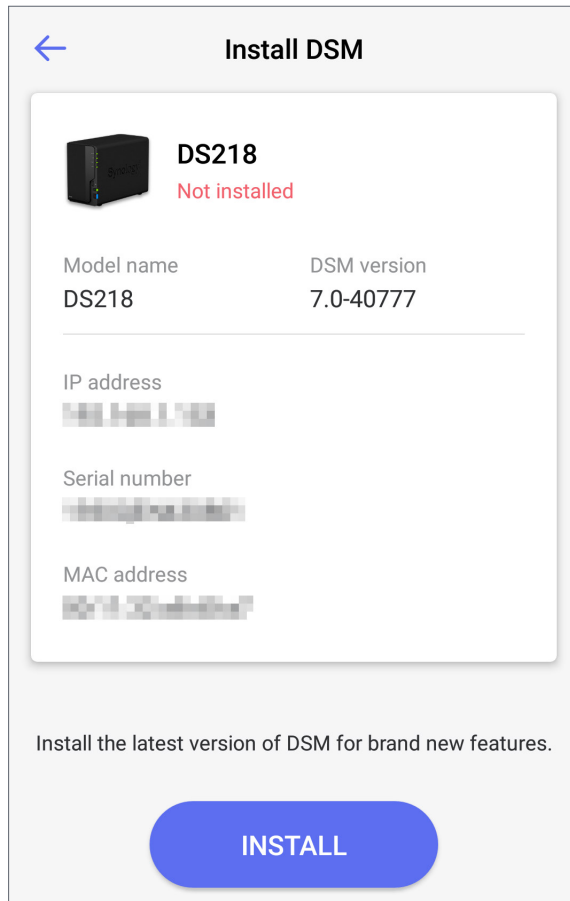 Install DSM
DS218
Not installed
Model name
DSM version
DS218
7.0-40777
IP address
Serial number
MAC address
Install the latest version of DSM for brand new features.
INSTALL